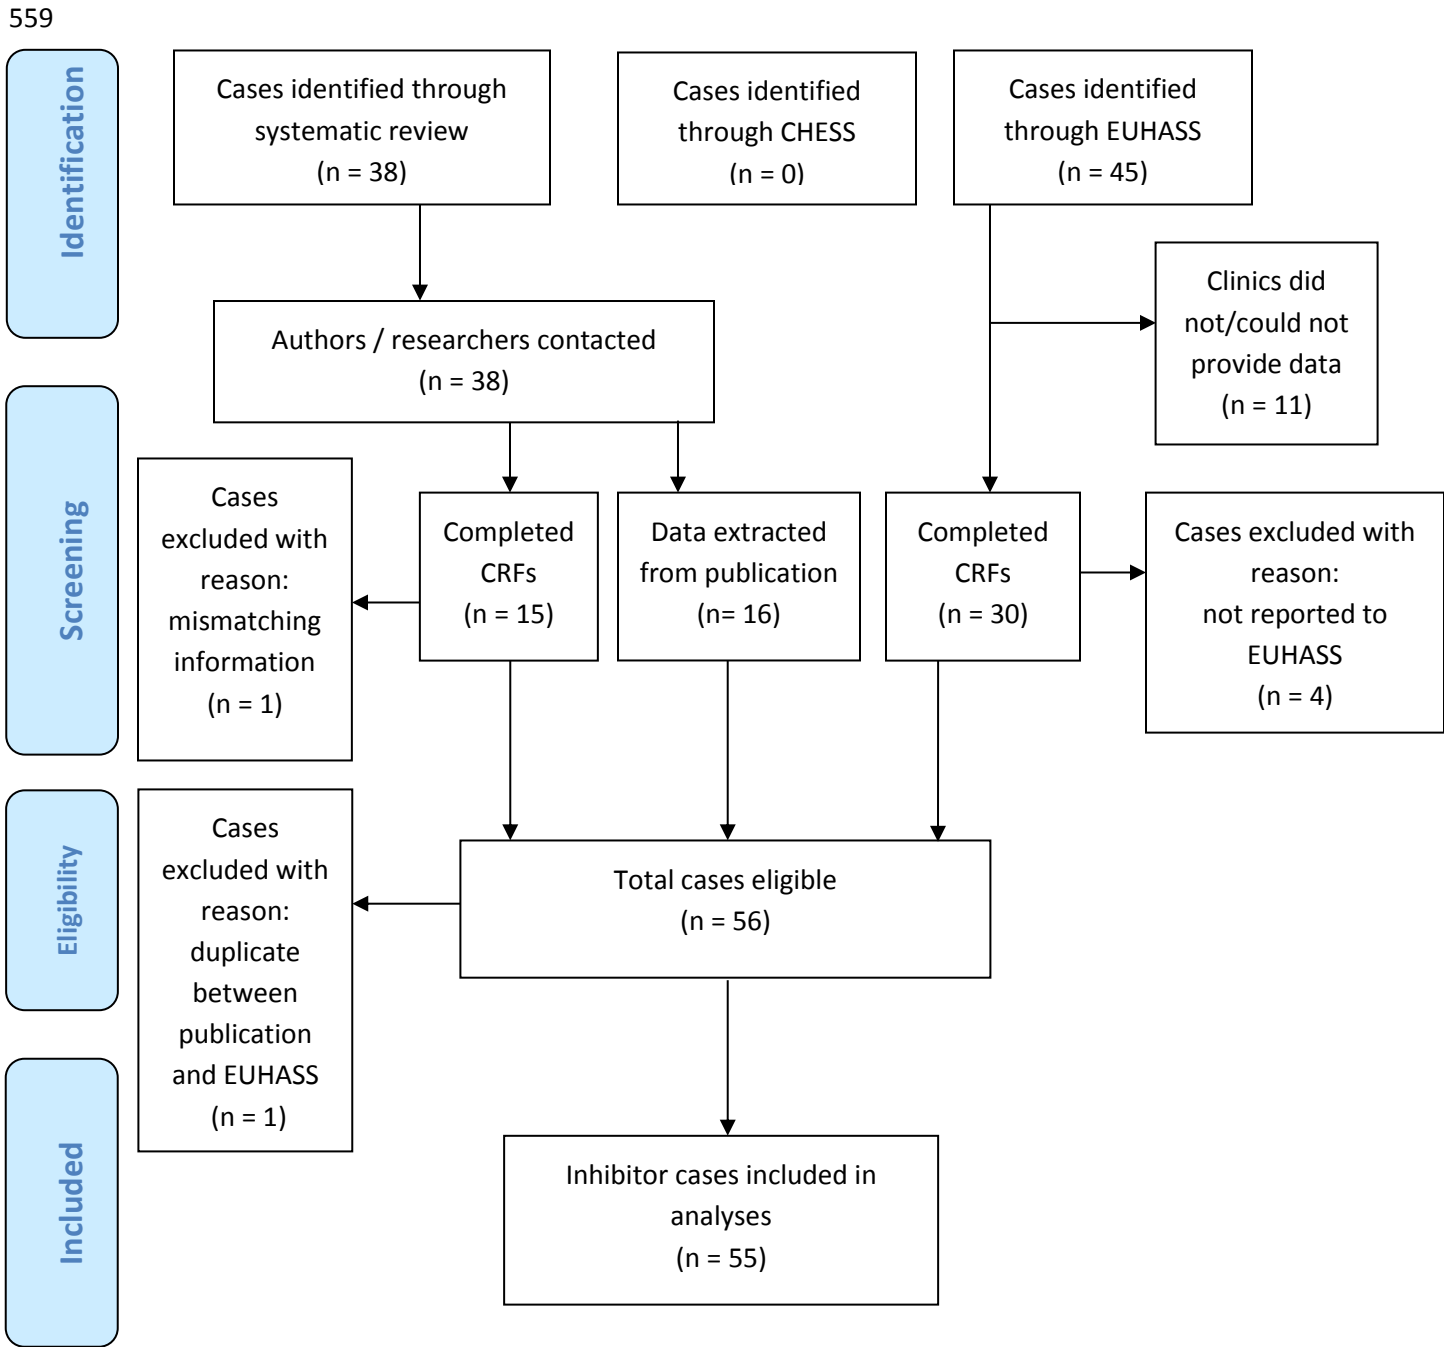 559
Identification
Cases identified through
systematic review
(n = 38)
Cases identified
through CHESS
(n = 0)
Cases identified
through EUHASS
(n = 45)
Clinics did
not/could not
provide data
(n = 11)
Authors / researchers contacted
(n = 38)
Screening
Cases
excluded with
reason:
mismatching
information
(n = 1)
Completed
CRFs
(n = 15)
Data extracted
from publication
(n= 16)
Completed
CRFs
(n = 30)
Cases excluded with
reason:
not reported to
EUHASS
(n = 4)
Eligibility
Cases
excluded with
reason:
duplicate
between
publication
and EUHASS
(n = 1)
Total cases eligible
(n = 56)
Included
Inhibitor cases included in
analyses
(n = 55)